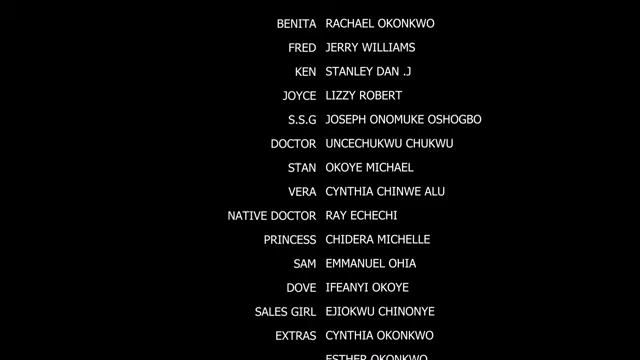 BENITA RACHAEL OKONKWO
FRED JERRY WILLIAMS
KEN STANLEY DAN .J
JOYCE LIZZY ROBERT
S.S.G JOSEPH ONOMUKE OSHOGBO
DOCTOR UNCECHUKWU CHUKWU
STAN OKOYE MICHAEL
VERA CYNTHIA CHINWE ALU
NATIVE DOCTOR RAY ECHECHI
PRINCESS CHIDERA MICHELLE
SAM EMMANUEL OHIA
DOVE IFEANYI OKOYE
SALES GIRL EJIOKWU CHINONYE
EXTRAS CYNTHIA OKONKWO
ESTHER OKONKWO